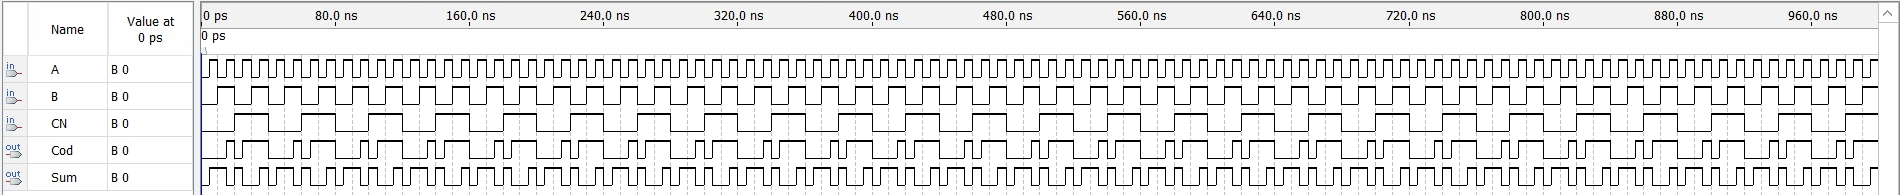 Name
Value at
0 ps
0 ps 80.0 ns 160.0 ns 240.0 ns 320.0 ns 400.0 ns 480.0 ns 560.0 ns 640.0 ns 720.0 ns 800.0 ns 880.0 ns 960.0 ns
0 ps
in A B 0
in B B 0
in CN B 0
out Cod B 0
out Sum B 0